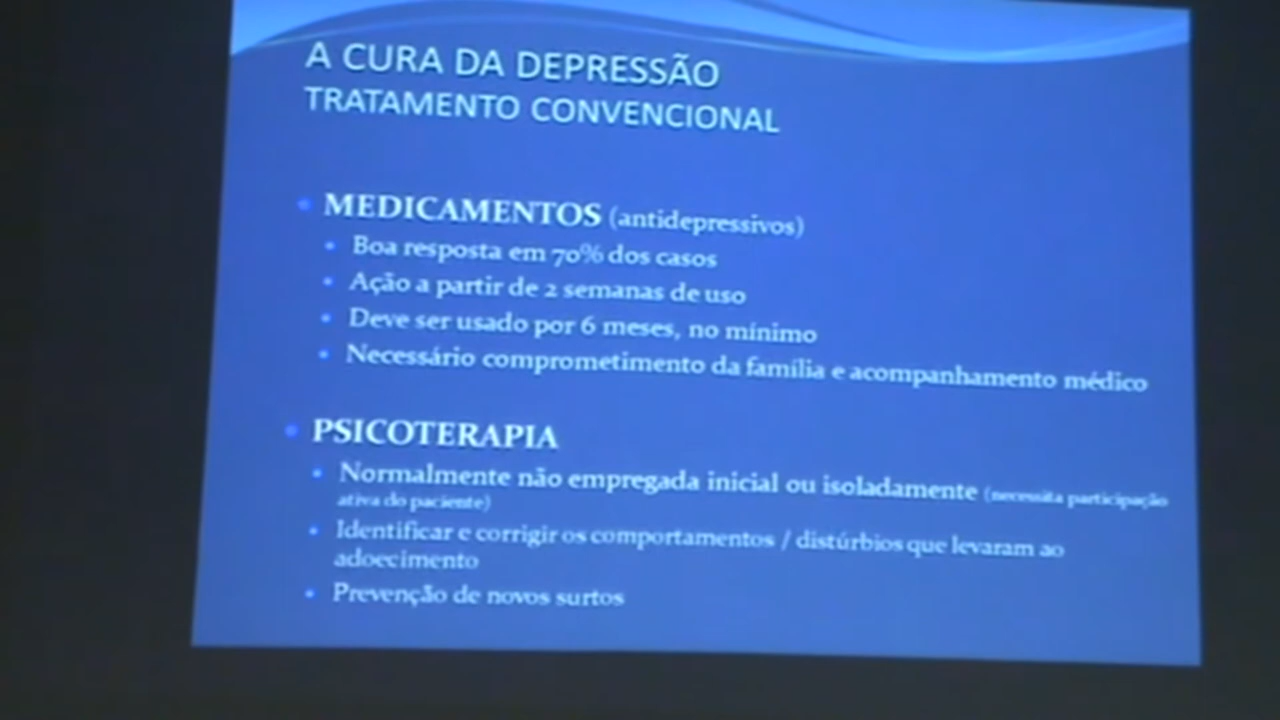 A CURA DA DEPRESSÃO
TRATAMENTO CONVENCIONAL
MEDICAMENTOS (antidepressivos)
Boa resposta em 70% dos casos
Ação a partir de 2 semanas de uso
Deve ser usado por 6 meses, no mínimo
Necessário comprometimento da família e acompanhamento médico
PSICOTERAPIA
Normalmente não empregada inicial ou isoladamente (necessita participação
ativa do paciente)
Identificar e corrigir os comportamentos / distúrbios que levaram ao
adoecimento
Prevenção de novos surtos